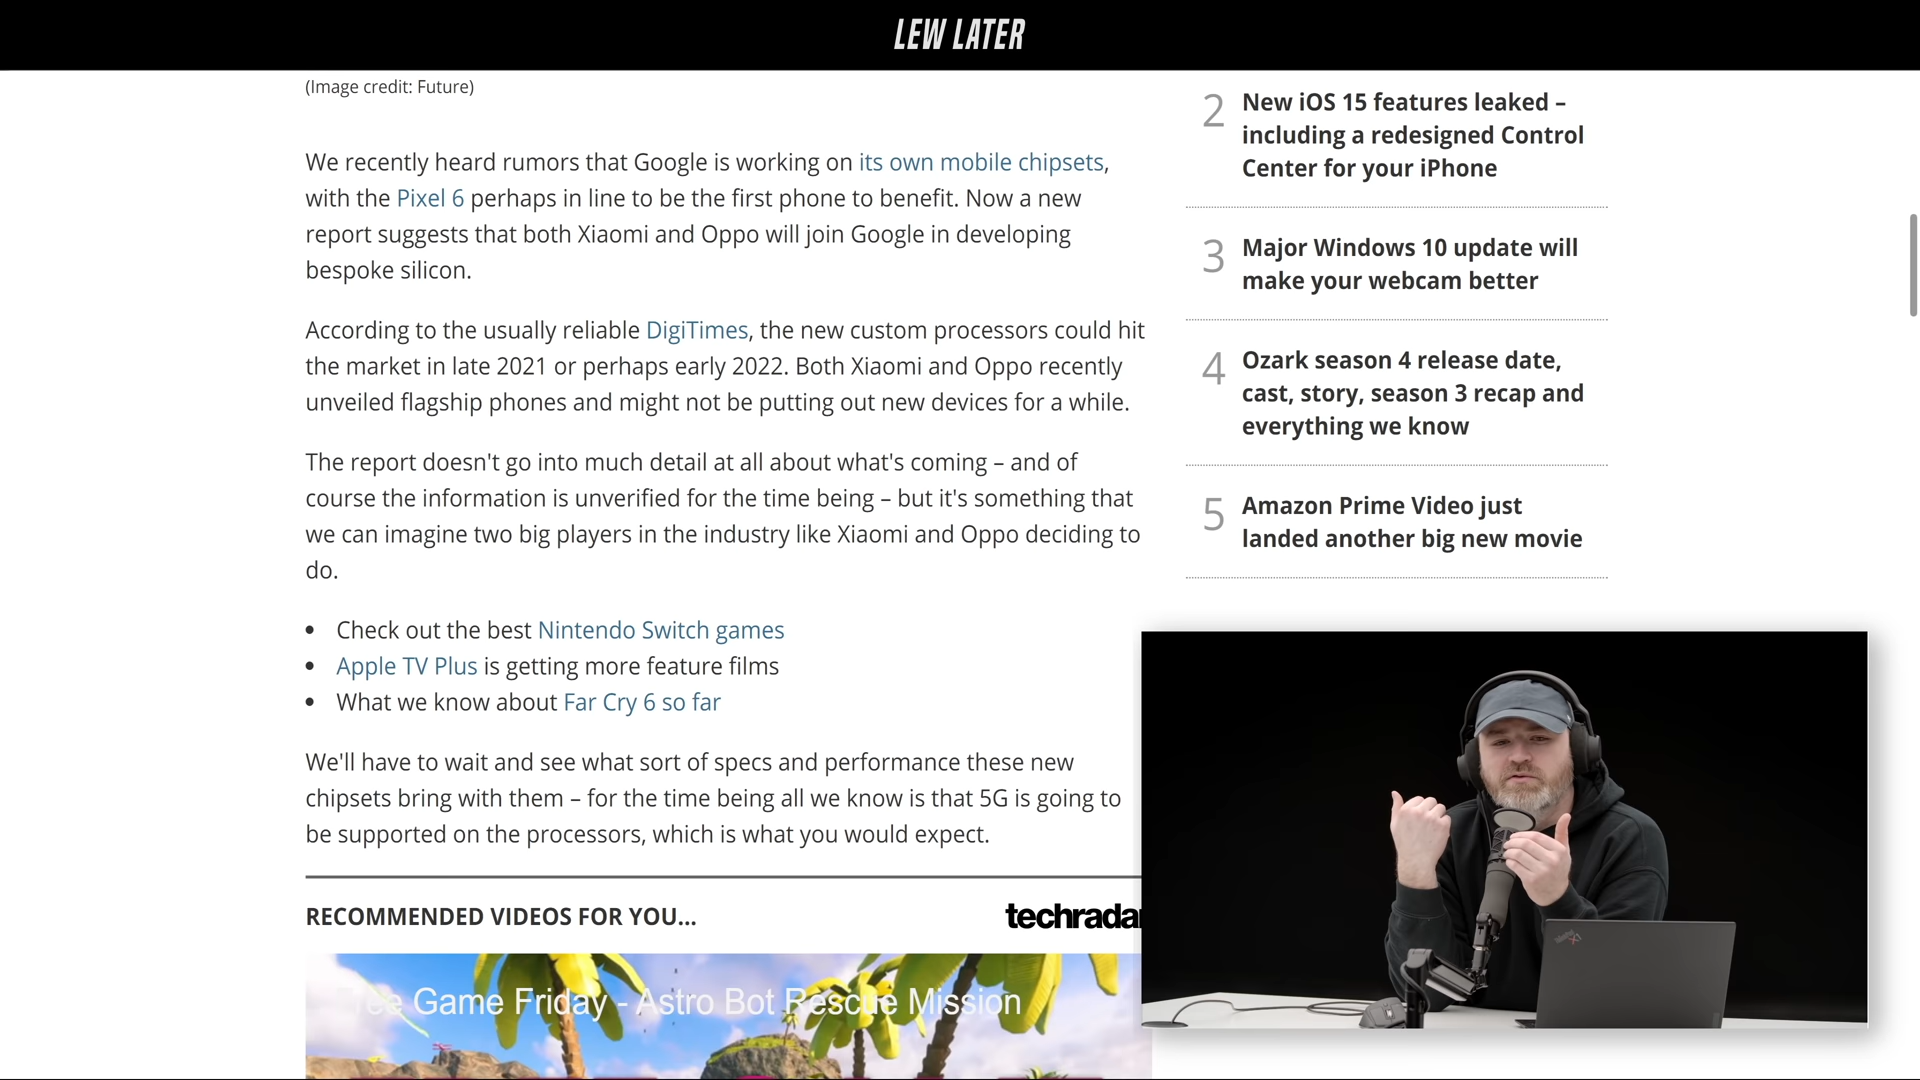 LEW LATER
(Image credit: Future)
We recently heard rumors that Google is working on its own mobile chipsets,
with the Pixel 6 perhaps in line to be the first phone to benefit. Now a new
report suggests that both Xiaomi and Oppo will join Google in developing
bespoke silicon.
According to the usually reliable DigiTimes, the new custom processors could hit
the market in late 2021 or perhaps early 2022. Both Xiaomi and Oppo recently
unveiled flagship phones and might not be putting out new devices for a while.
The report doesn't go into much detail at all about what's coming – and of
course the information is unverified for the time being – but it's something that
we can imagine two big players in the industry like Xiaomi and Oppo deciding to
do.
• Check out the best Nintendo Switch games
• Apple TV Plus is getting more feature films
• What we know about Far Cry 6 so far
We'll have to wait and see what sort of specs and performance these new
chipsets bring with them – for the time being all we know is that 5G is going to
be supported on the processors, which is what you would expect.
RECOMMENDED VIDEOS FOR YOU...
techradar
Free Game Friday - Astro Bot Rescue Mission
2 New iOS 15 features leaked –
including a redesigned Control
Center for your iPhone
3 Major Windows 10 update will
make your webcam better
4 Ozark season 4 release date,
cast, story, season 3 recap and
everything we know
5 Amazon Prime Video just
landed another big new movie